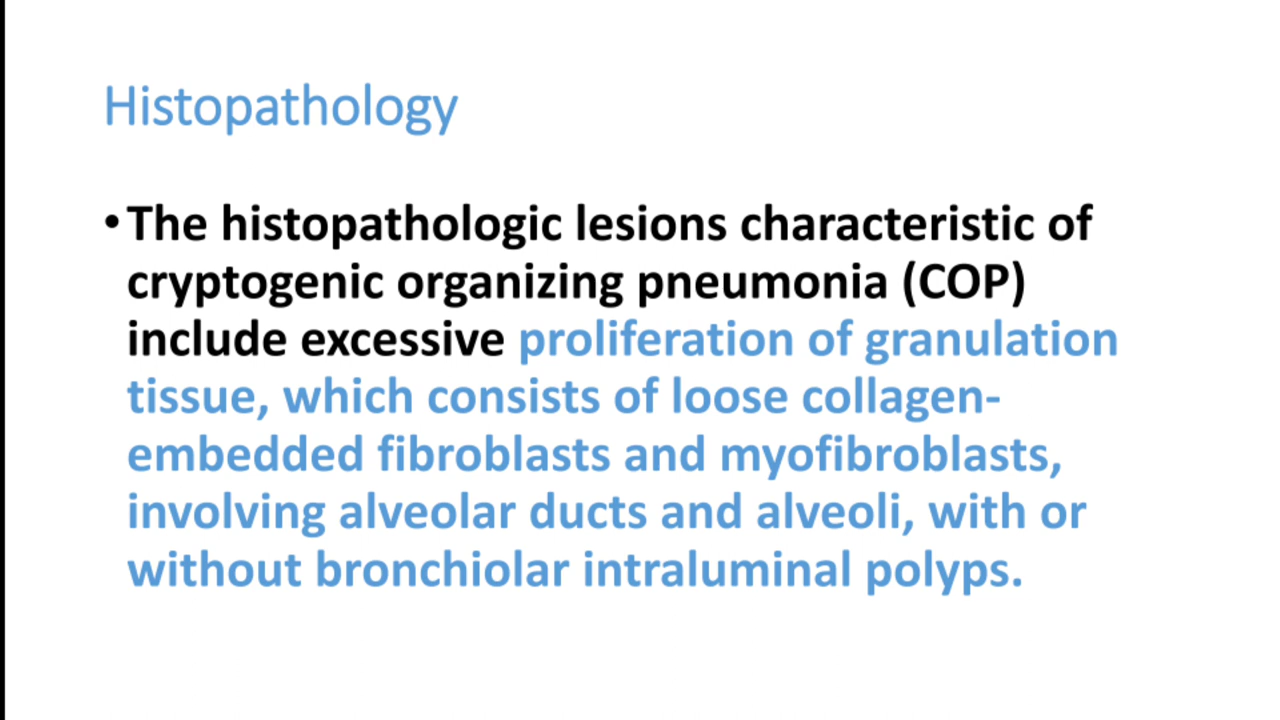 Histopathology
•The histopathologic lesions characteristic of
cryptogenic organizing pneumonia (COP)
include excessive proliferation of granulation
tissue, which consists of loose collagen-
embedded fibroblasts and myofibroblasts,
involving alveolar ducts and alveoli, with or
without bronchiolar intraluminal polyps.